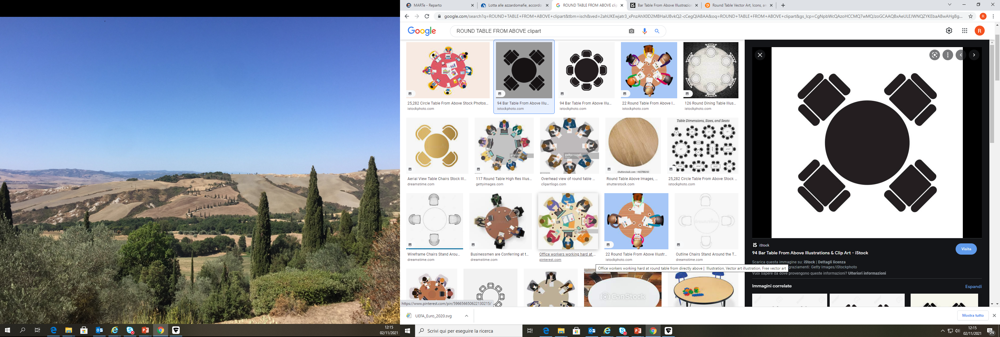 MARTe - Reparto
Lotta alle azzardomafie, accordo
ROUND TABLE FROM ABOVE clip
Bar Table From Above Illustrazion
Round Table Vector Art, Icons, an
google.com/search?q=ROUND+TABLE+FROM+ABOVE+clipart&tbm=isch&ved=2ahUKEwjatr3_xPnzAhX0D2MBHaiUBvkQ2-cCegQIABAA&oq=ROUND+TABLE+FROM+ABOVE+clipart&gs_lcp=CgNpbWcQAzoHCCMQ7wMQJzoGCAAQBxAeULEJWNQZYKEbaABwAHgBg...
R
Google
ROUND TABLE FROM ABOVE clipart
R
25,282 Circle Table From Above Stock Photos...
istockphoto.com
94 Bar Table From Above Illu...
istockphoto.com
94 Bar Table From Above Illu...
istockphoto.com
22 Round Table From Above I...
istockphoto.com
126 Round Dining Table Illus...
istockphoto.com
Table Dimensions, Sizes, and Seats
gettyimages
shutterstock.com · 410788210
Aerial View Table Chairs Stock Ill...
dreamstime.com
117 Round Table High Res Illus...
gettyimages.com
Overhead view of round table ...
clipartlogo.com
Round Table Above Images, ...
shutterstock.com
25,282 Circle Table From Above Stock ...
istockphoto.com
Wireframe Chairs Stand Arou...
dreamstime.com
Businessmen are Conferring at t...
dreamstime.com
Office workers working hard at ...
pinterest.com
22 Round Table From Above Illustr...
istockphoto.com
Outline Chairs Stand Around the T...
dreamstime.com
Office workers working hard at round table from directly above | Illustration, Vector art illustration, Free vector art
CanStock
https://www.pinterest.com/pin/596656650622130215/
iS iStock
Visita
94 Bar Table From Above Illustrations & Clip Art - iStock
Scarica questa immagine su: iStock | Dettagli licenza
graziamenti: Getty Images/iStockphoto
Vuoi sapere da dove provengono queste informazioni? Ulteriori informazioni
Immagini correlate
Espandi
UEFA_Euro_2020.svg
Mostra tutto
12:15
02/11/2021
Scrivi qui per eseguire la ricerca
12:15
02/11/2021
29